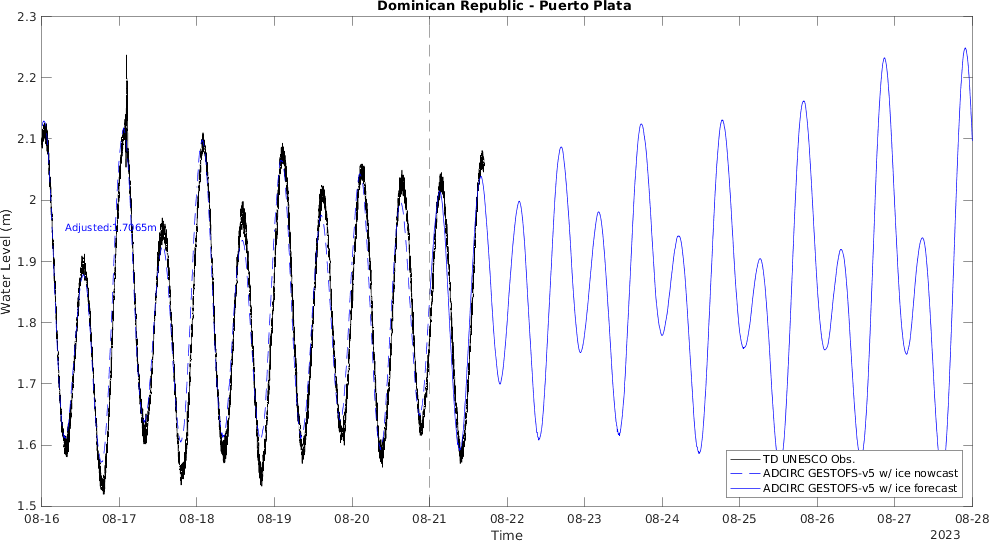 Dominican Republic - Puerto Plata
2.3
2.2
2.1
2
1.9
1.8
1.7
1.6
1.5
Water Level (m)
Adjusted:1.7065m
TD UNESCO Obs.
ADCIRC GESTOFS-v5 w/ ice nowcast
ADCIRC GESTOFS-v5 w/ ice forecast
08-16 08-17 08-18 08-19 08-20 08-21 08-22 08-23 08-24 08-25 08-26 08-27 08-28
Time
2023